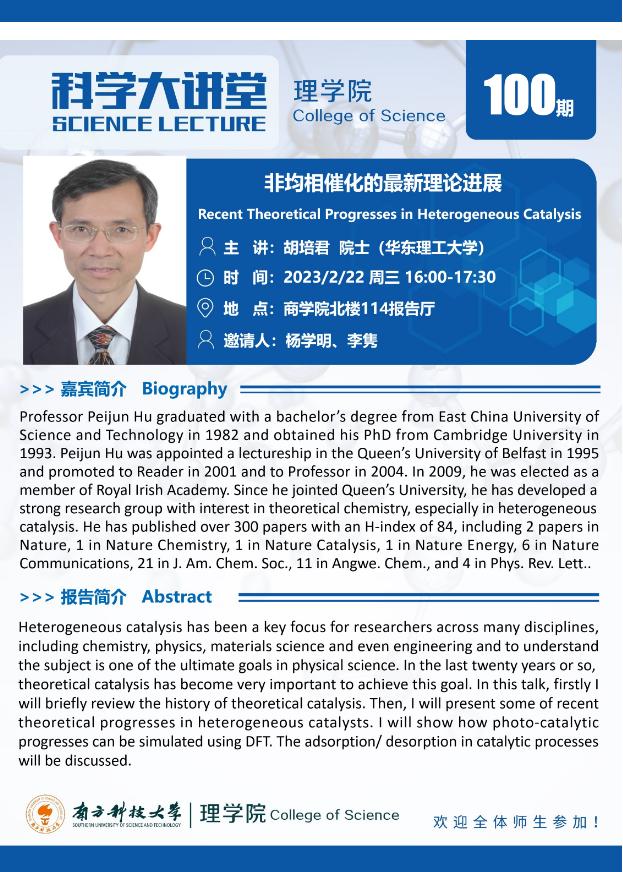 科学大讲堂
SCIENCE LECTURE
理学院
College of Science
100期
非均相催化的最新理论进展
Recent Theoretical Progresses in Heterogeneous Catalysis
主 讲：胡培君 院士（华东理工大学）
时 间：2023/2/22 周三 16:00-17:30
地 点：商学院北楼114报告厅
邀请人：杨学明、李隽
>>> 嘉宾简介 Biography
Professor Peijun Hu graduated with a bachelor’s degree from East China University of
Science and Technology in 1982 and obtained his PhD from Cambridge University in
1993. Peijun Hu was appointed a lectureship in the Queen’s University of Belfast in 1995
and promoted to Reader in 2001 and to Professor in 2004. In 2009, he was elected as a
member of Royal Irish Academy. Since he jointed Queen’s University, he has developed a
strong research group with interest in theoretical chemistry, especially in heterogeneous
catalysis. He has published over 300 papers with an H-index of 84, including 2 papers in
Nature, 1 in Nature Chemistry, 1 in Nature Catalysis, 1 in Nature Energy, 6 in Nature
Communications, 21 in J. Am. Chem. Soc., 11 in Angwe. Chem., and 4 in Phys. Rev. Lett..
>>> 报告简介 Abstract
Heterogeneous catalysis has been a key focus for researchers across many disciplines,
including chemistry, physics, materials science and even engineering and to understand
the subject is one of the ultimate goals in physical science. In the last twenty years or so,
theoretical catalysis has become very important to achieve this goal. In this talk, firstly I
will briefly review the history of theoretical catalysis. Then, I will present some of recent
theoretical progresses in heterogeneous catalysts. I will show how photo-catalytic
progresses can be simulated using DFT. The adsorption/ desorption in catalytic processes
will be discussed.
南方科技大学
SOUTHERN UNIVERSITY OF SCIENCE AND TECHNOLOGY
理学院 College of Science
欢迎全体师生参加！